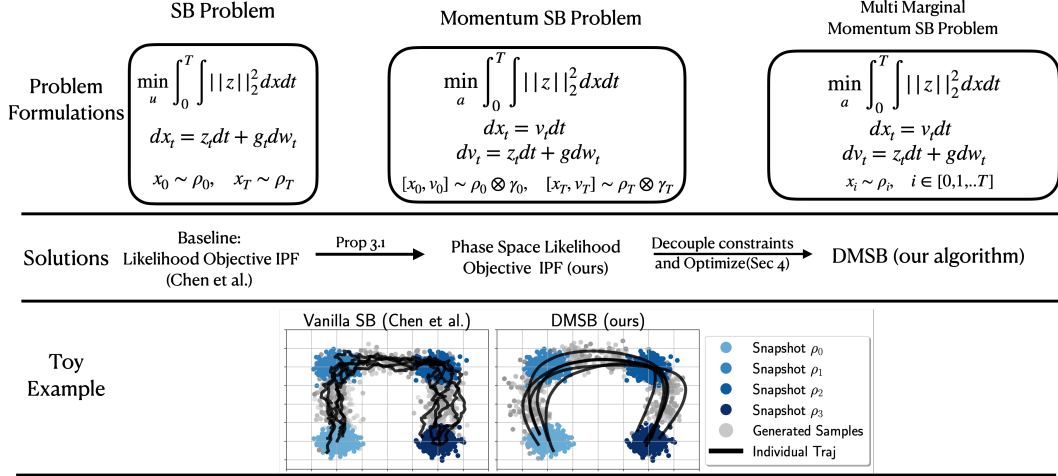 SB Problem
Momentum SB Problem
Multi Marginal
Momentum SB Problem
Problem
Formulations
min_u ∫_0^T ∫ ||z||_2^2 dxdt
dx_t = z_t dt + g_t dw_t
x_0 ∼ ρ_0, x_T ∼ ρ_T
min_a ∫_0^T ∫ ||z||_2^2 dxdt
dx_t = v_t dt
dv_t = z_t dt + gdw_t
[x_0, v_0] ∼ ρ_0 ⊗ γ_0, [x_T, v_T] ∼ ρ_T ⊗ γ_T
min_a ∫_0^T ∫ ||z||_2^2 dxdt
dx_t = v_t dt
dv_t = z_t dt + gdw_t
x_i ∼ ρ_i, i ∈ [0,1,..T]
Solutions
Baseline:
Likelihood Objective IPF
(Chen et al.)
Prop 3.1
Phase Space Likelihood
Objective IPF (ours)
Decouple constraints
and Optimize(Sec 4)
DMSB (our algorithm)
Toy
Example
Vanilla SB (Chen et al.)
DMSB (ours)
Snapshot ρ_0
Snapshot ρ_1
Snapshot ρ_2
Snapshot ρ_3
Generated Samples
Individual Traj